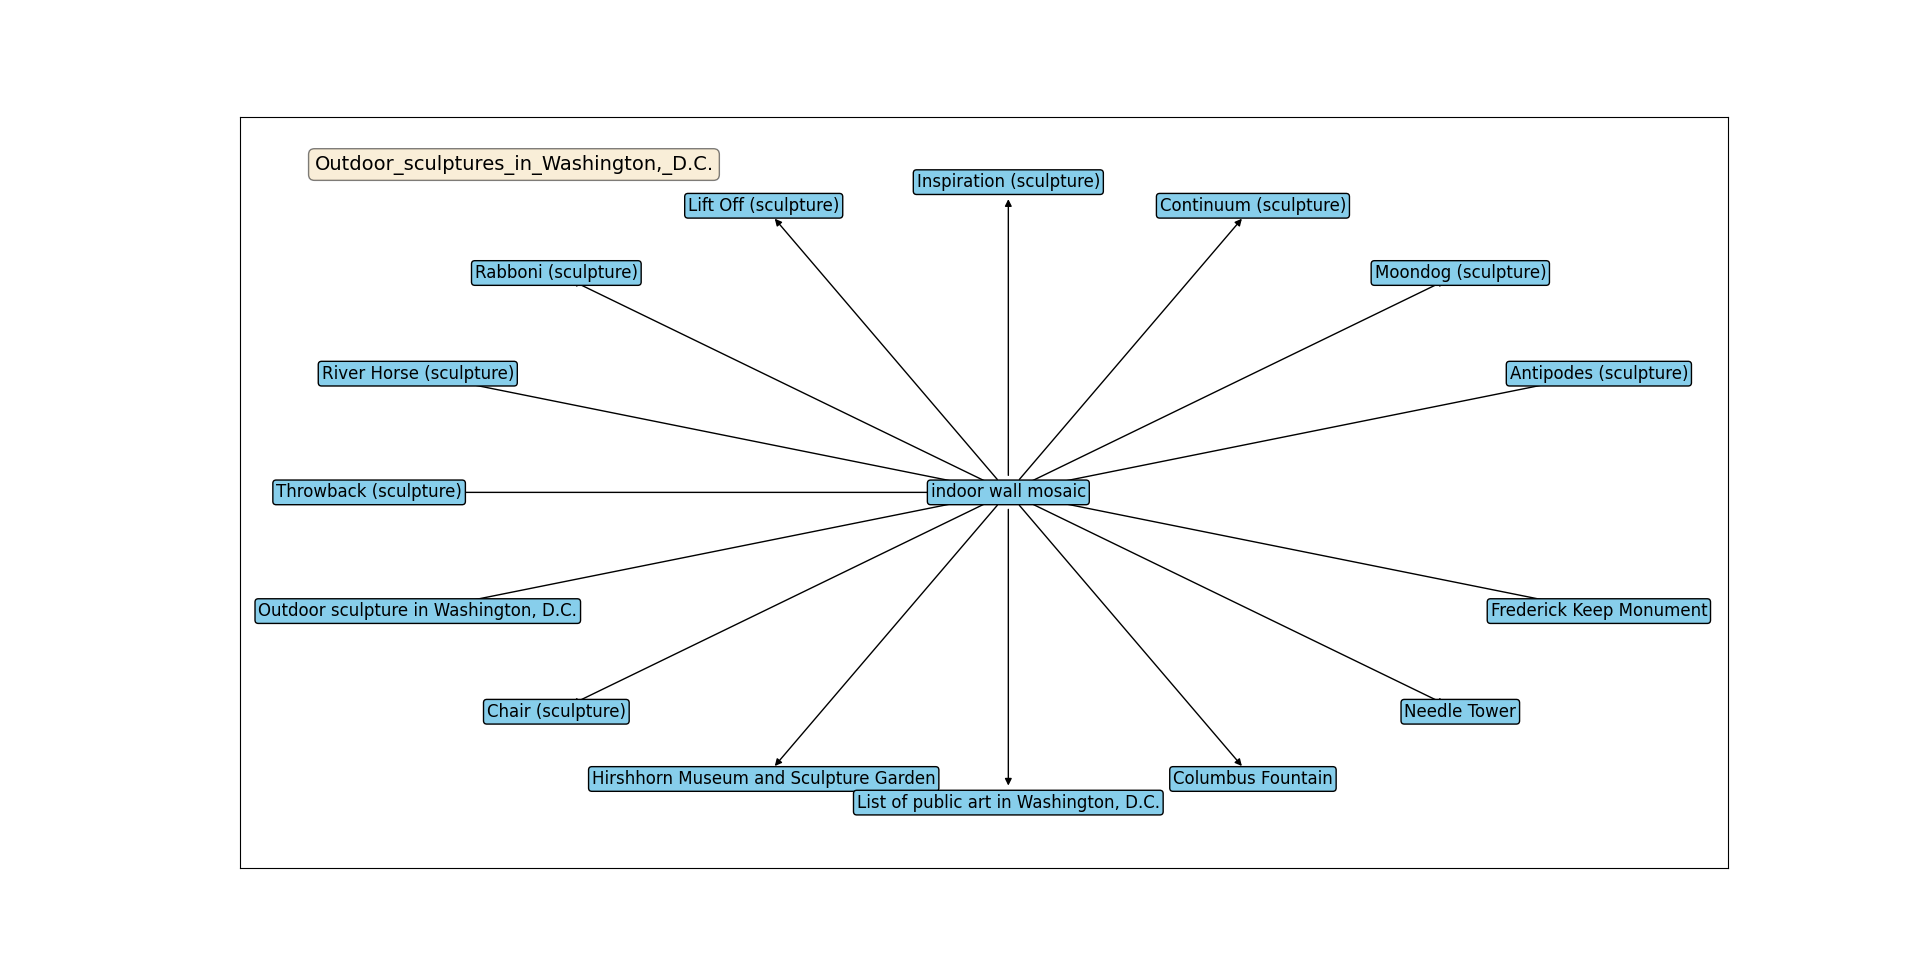 Outdoor_sculptures_in_Washington,_D.C.
Inspiration (sculpture)
Lift Off (sculpture)
Continuum (sculpture)
Rabboni (sculpture)
Moondog (sculpture)
River Horse (sculpture)
Antipodes (sculpture)
Throwback (sculpture)
indoor wall mosaic
Outdoor sculpture in Washington, D.C.
Frederick Keep Monument
Chair (sculpture)
Needle Tower
Hirshhorn Museum and Sculpture Garden
Columbus Fountain
List of public art in Washington, D.C.